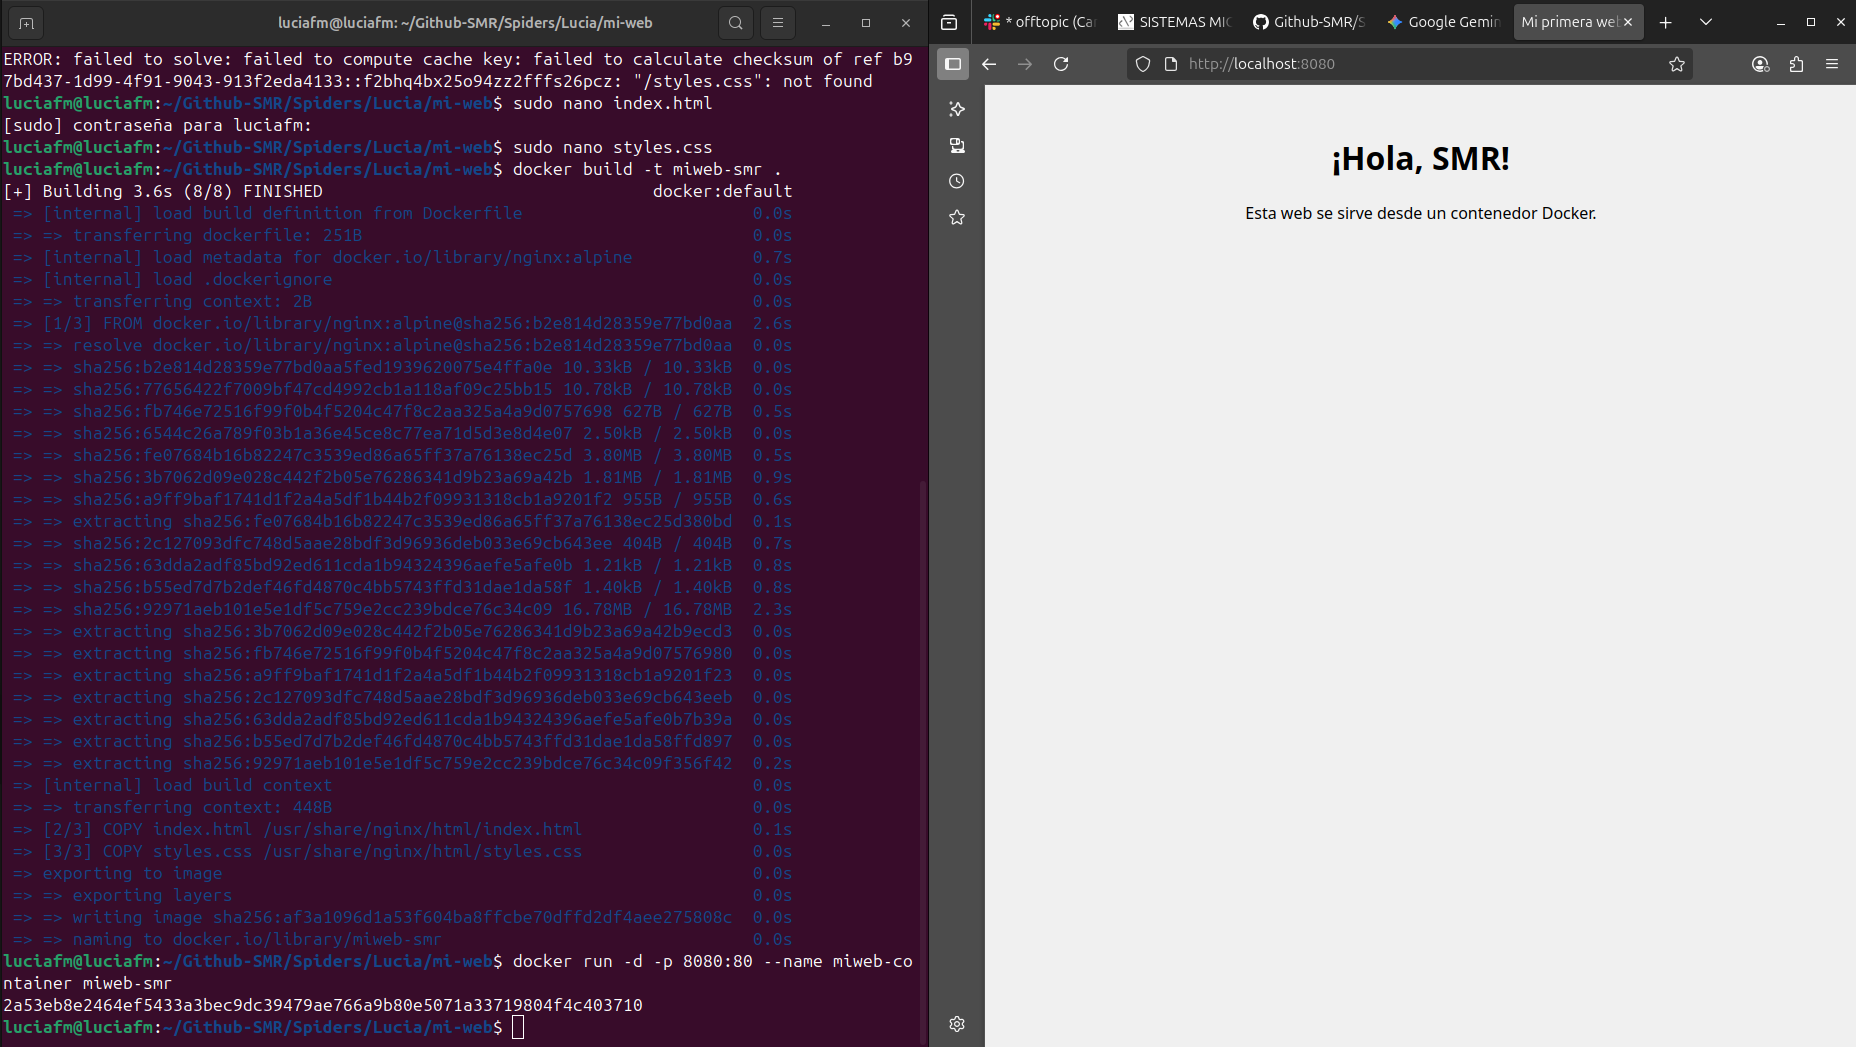 luciafm@luciafm: ~/Github-SMR/Spiders/Lucia/mi-web
ERROR: failed to solve: failed to compute cache key: failed to calculate checksum of ref b9
7bd437-1d99-4f91-9043-913f2eda4133::f2bhq4bx25o94zz2fffs26pcz: "/styles.css": not found
luciafm@luciafm:~/Github-SMR/Spiders/Lucia/mi-web$ sudo nano index.html
[sudo] contraseña para luciafm:
luciafm@luciafm:~/Github-SMR/Spiders/Lucia/mi-web$ sudo nano styles.css
luciafm@luciafm:~/Github-SMR/Spiders/Lucia/mi-web$ docker build -t miweb-smr .
[+] Building 3.6s (8/8) FINISHED docker:default
=> [internal] load build definition from Dockerfile 0.0s
=> => transferring dockerfile: 251B 0.0s
=> [internal] load metadata for docker.io/library/nginx:alpine 0.7s
=> [internal] load .dockerignore 0.0s
=> => transferring context: 2B 0.0s
=> [1/3] FROM docker.io/library/nginx:alpine@sha256:b2e814d28359e77bd0aa 2.6s
=> => resolve docker.io/library/nginx:alpine@sha256:b2e814d28359e77bd0aa 0.0s
=> => sha256:b2e814d28359e77bd0aa5fed1939620075e4ffa0e 10.33kB / 10.33kB 0.0s
=> => sha256:77656422f7009bf47cd4992cb1a118af09c25bb15 10.78kB / 10.78kB 0.0s
=> => sha256:fb746e72516f99f0b4f5204c47f8c2aa325a4a9d0757698 627B / 627B 0.5s
=> => sha256:6544c26a789f03b1a36e45ce8c77ea71d5d3e8d4e07 2.50kB / 2.50kB 0.0s
=> => sha256:fe07684b16b82247c3539ed86a65ff37a76138ec25d 3.80MB / 3.80MB 0.5s
=> => sha256:3b7062d09e028c442f2b05e76286341d9b23a69a42b 1.81MB / 1.81MB 0.9s
=> => sha256:a9ff9baf1741d1f2a4a5df1b44b2f09931318cb1a9201f2 955B / 955B 0.6s
=> => extracting sha256:fe07684b16b82247c3539ed86a65ff37a76138ec25d380bd 0.1s
=> => sha256:2c127093dfc748d5aae28bdf3d96936deb033e69cb643ee 404B / 404B 0.7s
=> => sha256:63dda2adf85bd92ed611cda1b94324396aefe5afe0b 1.21kB / 1.21kB 0.8s
=> => sha256:b55ed7d7b2def46fd4870c4bb5743ffd31dae1da58f 1.40kB / 1.40kB 0.8s
=> => sha256:92971aeb101e5e1df5c759e2cc239bdce76c34c09 16.78MB / 16.78MB 2.3s
=> => extracting sha256:3b7062d09e028c442f2b05e76286341d9b23a69a42b9ecd3 0.0s
=> => extracting sha256:fb746e72516f99f0b4f5204c47f8c2aa325a4a9d07576980 0.0s
=> => extracting sha256:a9ff9baf1741d1f2a4a5df1b44b2f09931318cb1a9201f23 0.0s
=> => extracting sha256:2c127093dfc748d5aae28bdf3d96936deb033e69cb643eeb 0.0s
=> => extracting sha256:63dda2adf85bd92ed611cda1b94324396aefe5afe0b7b39a 0.0s
=> => extracting sha256:b55ed7d7b2def46fd4870c4bb5743ffd31dae1da58ffd897 0.0s
=> => extracting sha256:92971aeb101e5e1df5c759e2cc239bdce76c34c09f356f42 0.2s
=> [internal] load build context 0.0s
=> => transferring context: 448B 0.0s
=> [2/3] COPY index.html /usr/share/nginx/html/index.html 0.1s
=> [3/3] COPY styles.css /usr/share/nginx/html/styles.css 0.0s
=> exporting to image 0.0s
=> => exporting layers 0.0s
=> => writing image sha256:af3a1096d1a53f604ba8ffcbe70dffd2df4aee275808c 0.0s
=> => naming to docker.io/library/miweb-smr 0.0s
luciafm@luciafm:~/Github-SMR/Spiders/Lucia/mi-web$ docker run -d -p 8080:80 --name miweb-co
ntainer miweb-smr
2a53eb8e2464ef5433a3bec9dc39479ae766a9b80e5071a33719804f4c403710
luciafm@luciafm:~/Github-SMR/Spiders/Lucia/mi-web$
* offtopic (Car
SISTEMAS MIC
Github-SMR/S
Google Gemin
Mi primera web
http://localhost:8080
¡Hola, SMR!
Esta web se sirve desde un contenedor Docker.